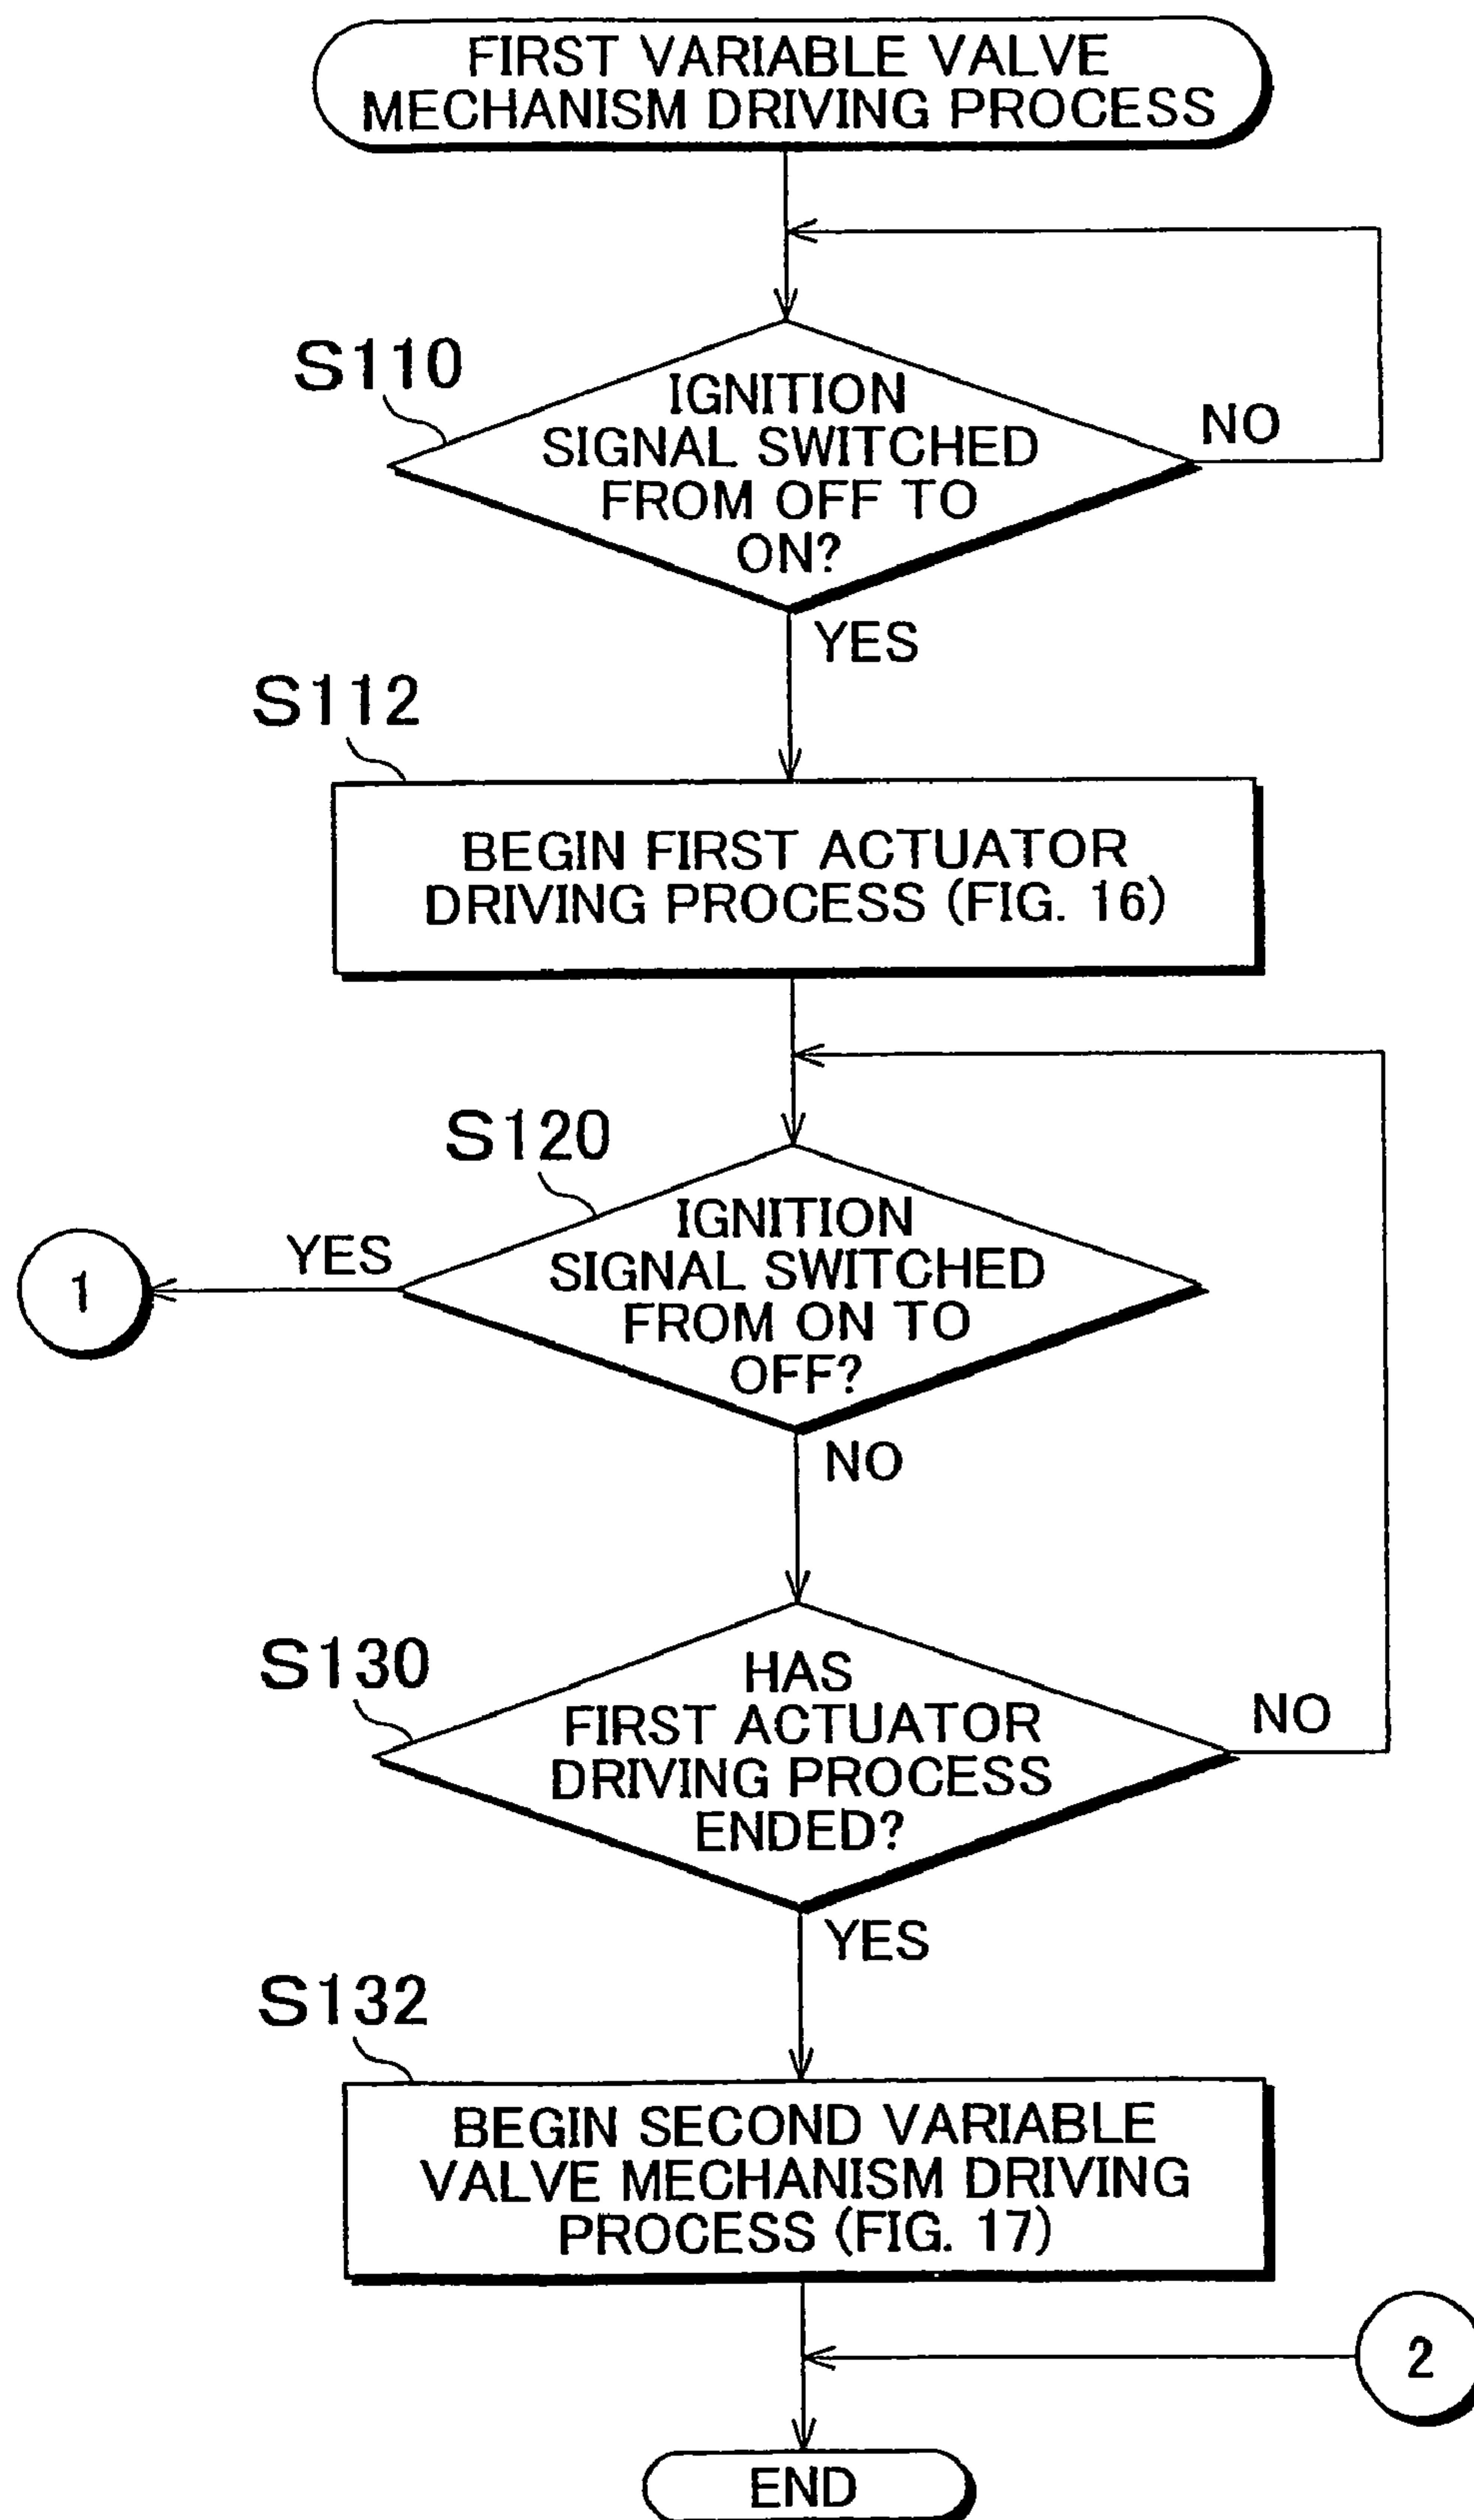 FIRST VARIABLE VALVE
MECHANISM DRIVING PROCESS
S110
IGNITION
SIGNAL SWITCHED
FROM OFF TO
ON?
NO
YES
S112
BEGIN FIRST ACTUATOR
DRIVING PROCESS (FIG. 16)
S120
IGNITION
SIGNAL SWITCHED
FROM ON TO
OFF?
YES
1
NO
S130
HAS
FIRST ACTUATOR
DRIVING PROCESS
ENDED?
NO
YES
S132
BEGIN SECOND VARIABLE
VALVE MECHANISM DRIVING
PROCESS (FIG. 17)
2
END